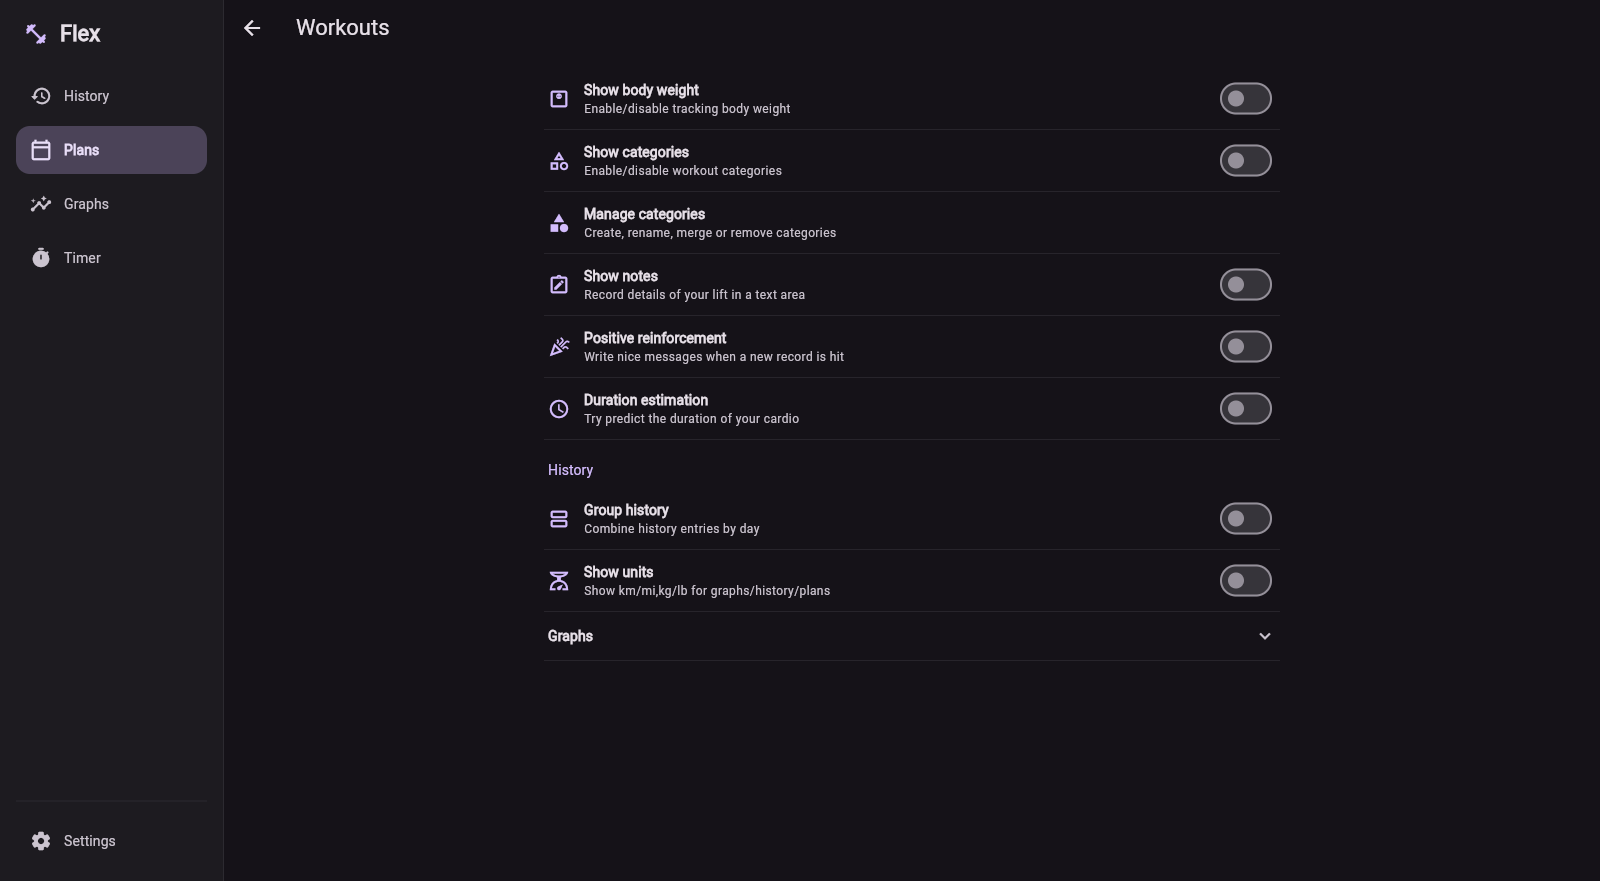 Flex
History
Plans
Graphs
Timer
Settings
Workouts
Show body weight
Enable/disable tracking body weight
Show categories
Enable/disable workout categories
Manage categories
Create, rename, merge or remove categories
Show notes
Record details of your lift in a text area
Positive reinforcement
Write nice messages when a new record is hit
Duration estimation
Try predict the duration of your cardio
History
Group history
Combine history entries by day
Show units
Show km/mi,kg/lb for graphs/history/plans
Graphs